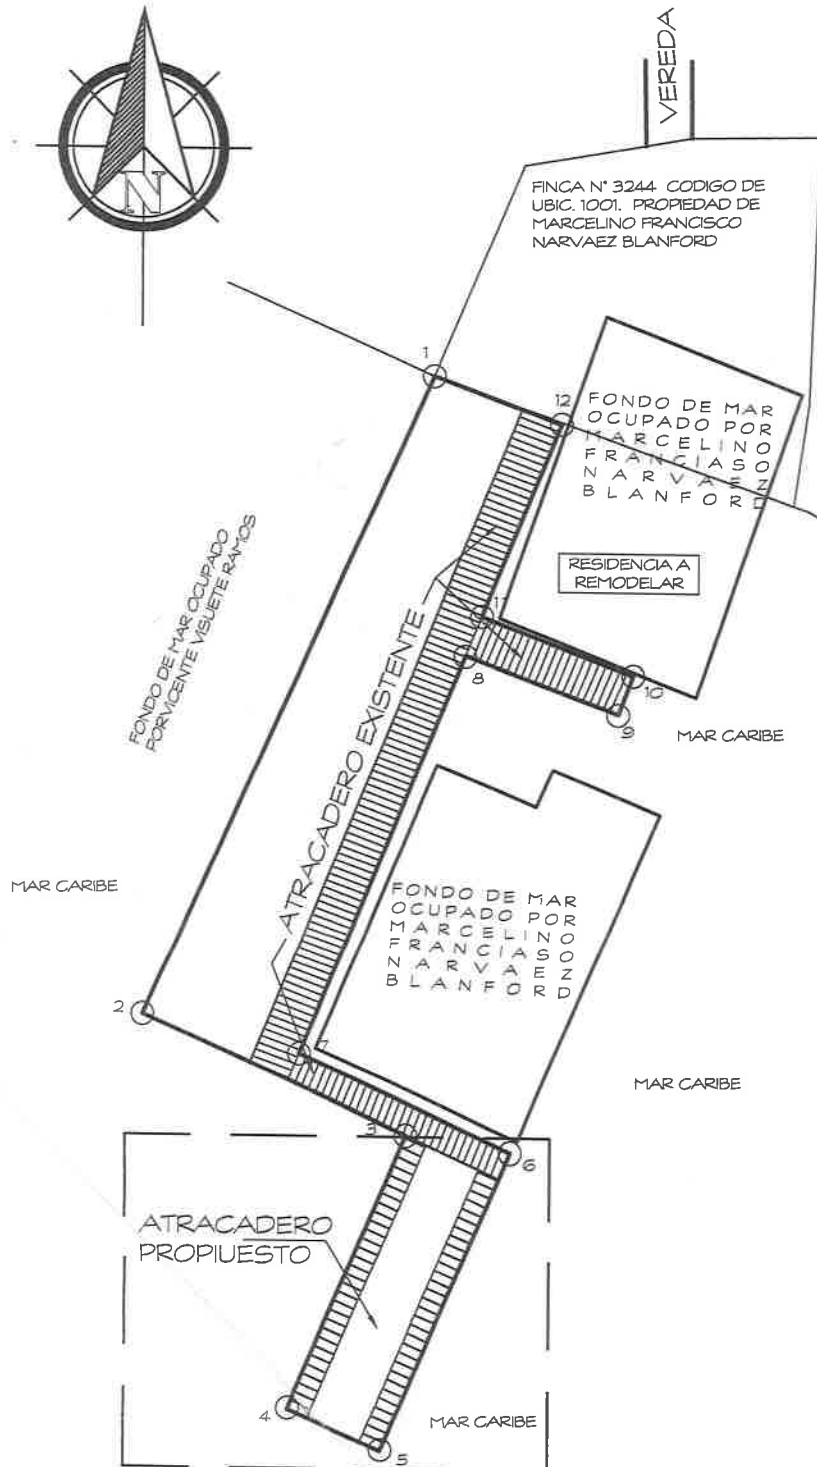 VEREDA
N
FINCA N° 3244 CODIGO DE
UBIC. 1001. PROPIEDAD DE
MARCELINO FRANCISCO
NARVAEZ BLANFORD
1
12
FONDO DE MAR
OCUPADO POR
MARCELINO
FRANCIASO
NARVAEZ
BLANFORD
RESIDENCIA A
REMODELAR
FONDO DE MAR OCUPADO
PORVICENTE VISUETE RAMOS
11
8
10
9
MAR CARIBE
ATRACADERO EXISTENTE
MAR CARIBE
FONDO DE MAR
OCUPADO POR
MARCELINO
FRANCIASO
NARVAEZ
BLANFORD
2
7
MAR CARIBE
3
6
ATRACADERO
PROPIUESTO
4
MAR CARIBE
5